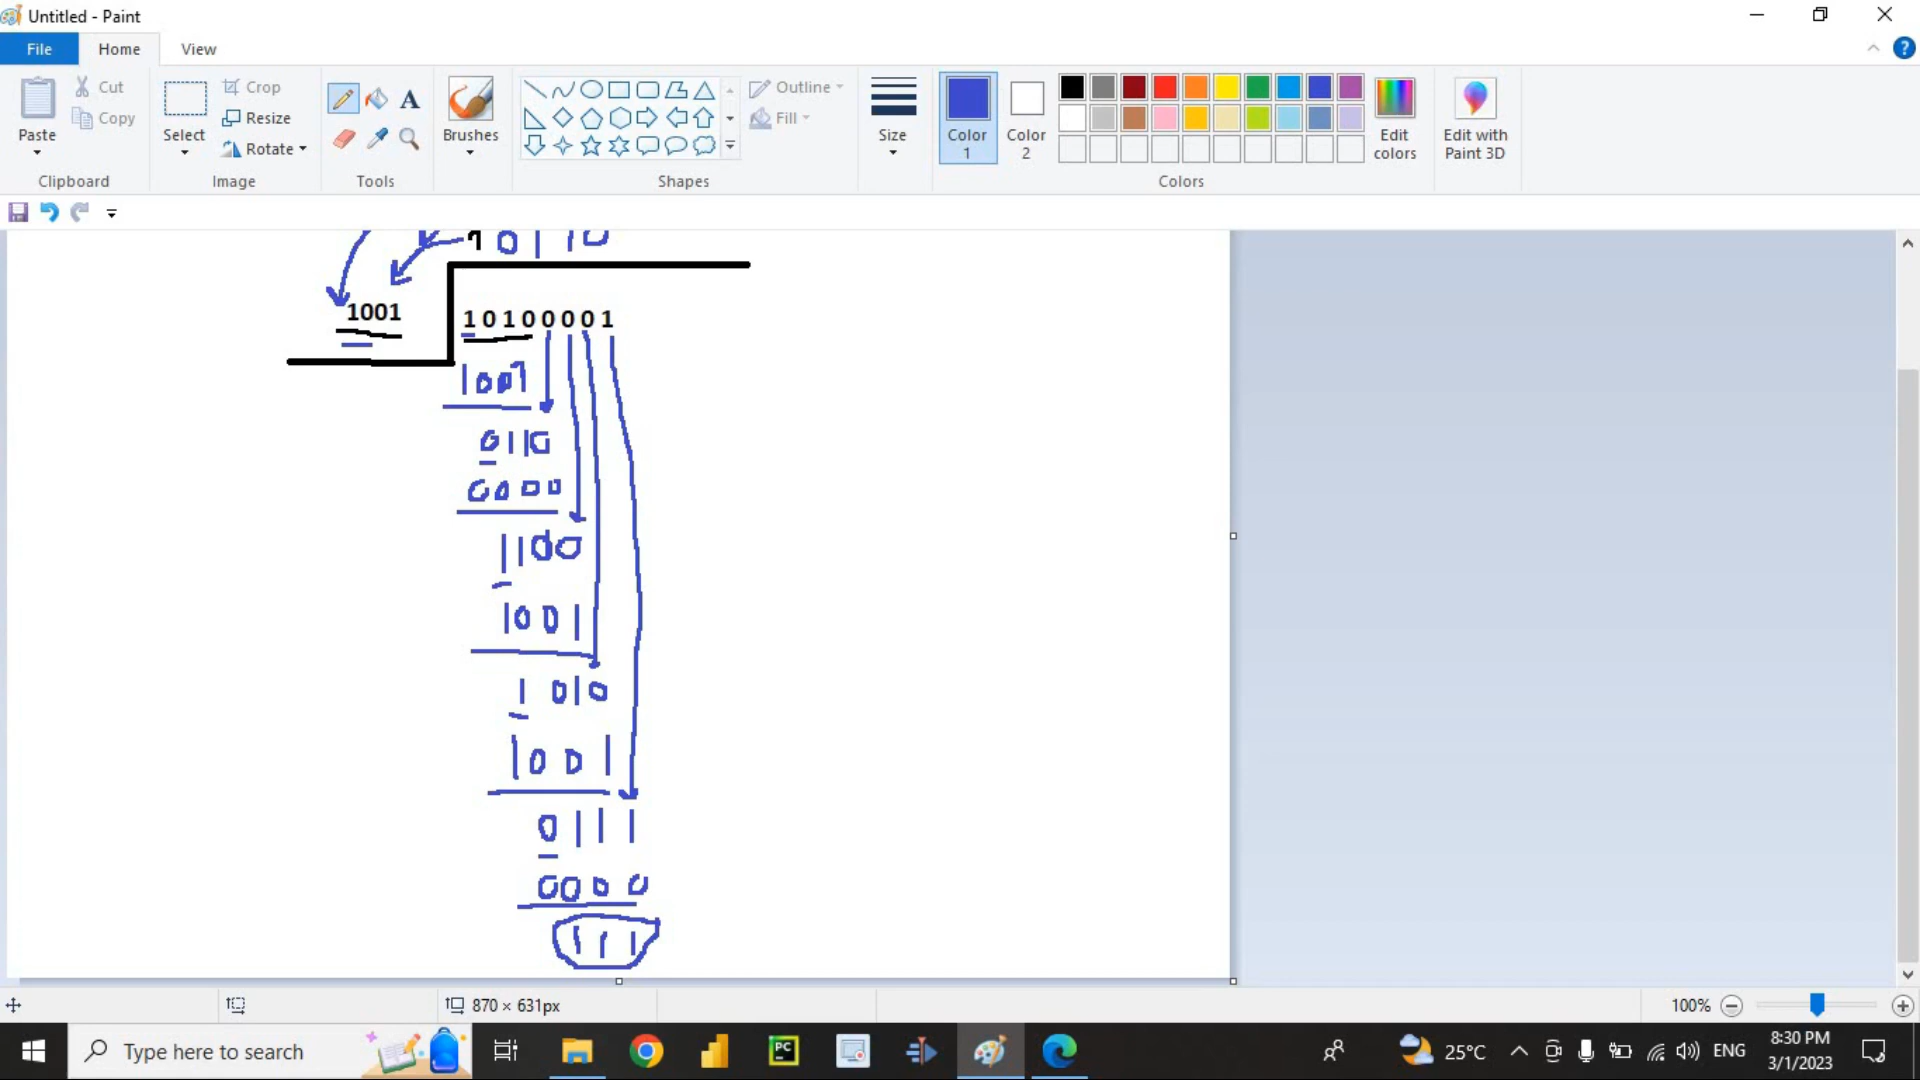 Untitled - Paint
File Home View
Paste
Cut
Copy
Clipboard
Select
Crop
Resize
Rotate
Image
A
Tools
Brushes
Outline
Fill
Shapes
Size
Color 1
Color 2
Edit colors
Edit with Paint 3D
Colors
10110
1001
10100001
1001
0110
0000
1100
1001
1010
1001
0111
0000
111
870 × 631px
100%
Type here to search
PC
25°C
ENG
8:30 PM
3/1/2023